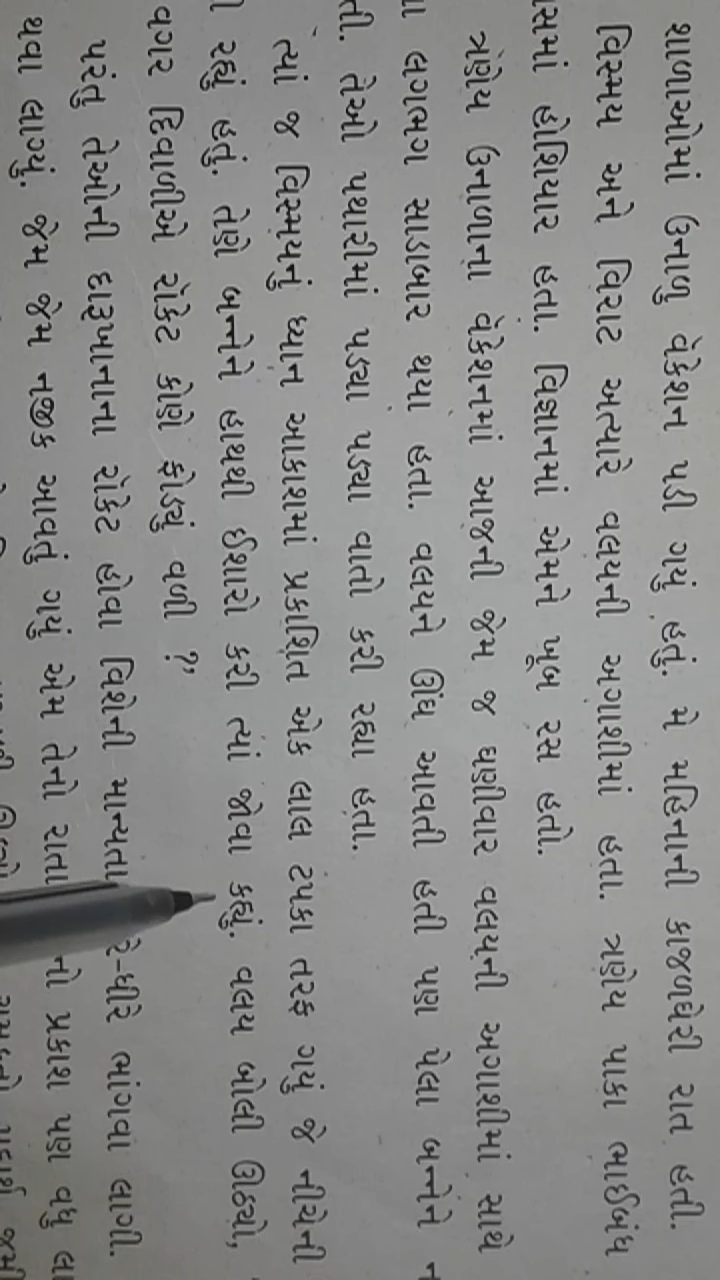 શાળાઓમાં ઉનાળુ વેકેશન પડી ગયું હતું. મે મહિનાની કાજળઘેરી રાત હતી.
વિસ્મય અને વિરાટ અત્યારે વલયની અગાશીમાં હતા. ત્રણેય પાકા ભાઈબંધ
સમાં હોશિયાર હતા. વિજ્ઞાનમાં એમને ખૂબ રસ હતો.
ત્રણેય ઉનાળાના વેકેશનમાં આજની જેમ જ ઘણીવાર વલયની અગાશીમાં સાથે
લગભગ સાડાબાર થયા હતા. વલયને ઊંઘ આવતી હતી પણ પેલા બન્નેને ન
તી. તેઓ પથારીમાં પડ્યા પડ્યા વાતો કરી રહ્યા હતા.
ત્યાં જ વિસ્મયનું ધ્યાન આકાશમાં પ્રકાશિત એક લાલ ટપકા તરફ ગયું જે નીચેની
ી રહ્યું હતું. તેણે બન્નેને હાથથી ઈશારો કરી ત્યાં જોવા કહ્યું. વલય બોલી ઊઠ્યો,
વગર દિવાળીએ રોકેટ કોણે ફોડ્યું વળી ?'
પરંતુ તેઓની દારૂખાનાના રોકેટ હોવા વિશેની માન્યતા રે-ધીરે ભાંગવા લાગી.
થવા લાગ્યું. જેમ જેમ નજીક આવતું ગયું એમ તેનો રાતા નો પ્રકાશ પણ વધુ લા